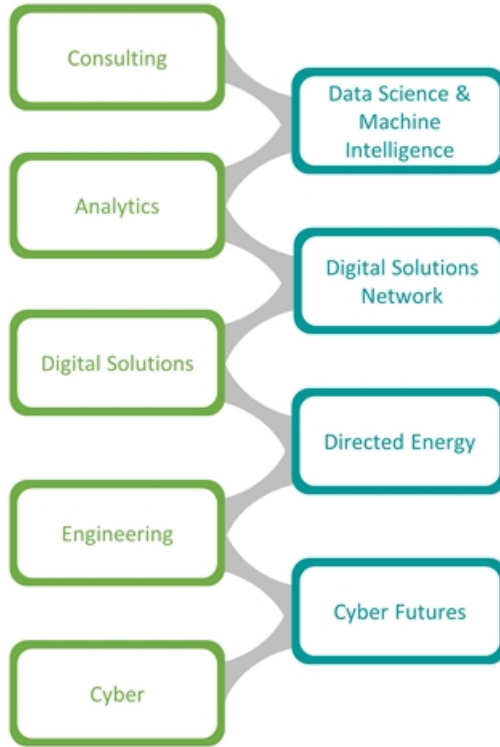 Consulting
Data Science &
Machine
Intelligence
Analytics
Digital Solutions
Network
Digital Solutions
Directed Energy
Engineering
Cyber Futures
Cyber